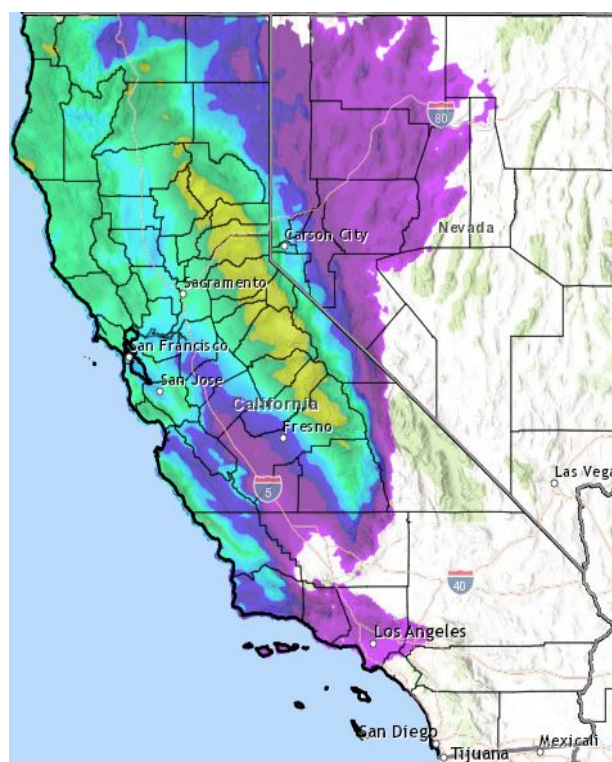 80
Nevada
Carson City
Sacramento
San Francisco
San Jose
California
Fresno
5
Las Vega
40
Los Angeles
San Diego
Mexicali
Tijuana